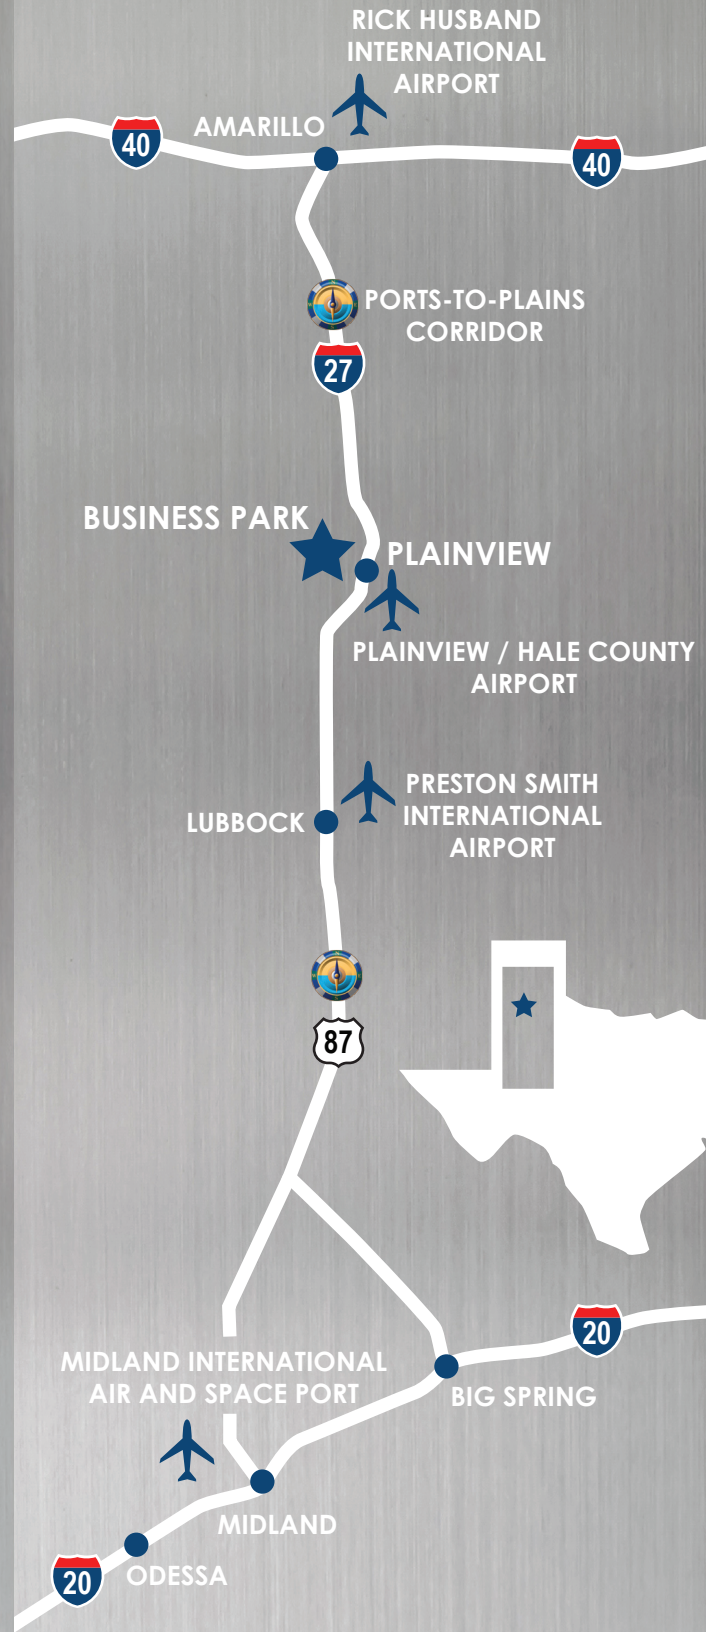 RICK HUSBAND
INTERNATIONAL
AIRPORT
AMARILLO
40
40
PORTS-TO-PLAINS
CORRIDOR
27
BUSINESS PARK
PLAINVIEW
PLAINVIEW / HALE COUNTY
AIRPORT
PRESTON SMITH
INTERNATIONAL
AIRPORT
LUBBOCK
87
20
MIDLAND INTERNATIONAL
AIR AND SPACE PORT
BIG SPRING
MIDLAND
ODESSA
20